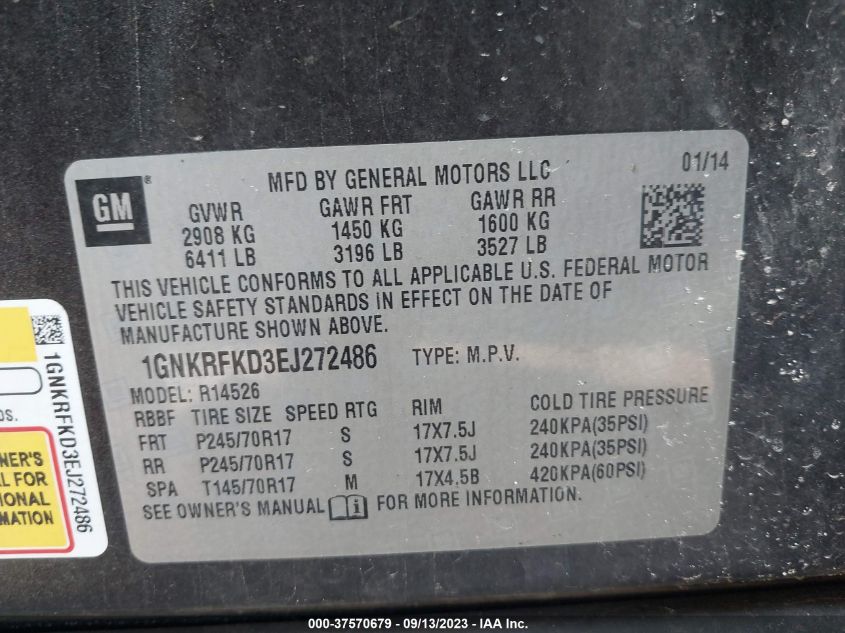 GM
MFD BY GENERAL MOTORS LLC
01/14
GVWR GAWR FRT GAWR RR
2908 KG 1450 KG 1600 KG
6411 LB 3196 LB 3527 LB
THIS VEHICLE CONFORMS TO ALL APPLICABLE U.S. FEDERAL MOTOR
VEHICLE SAFETY STANDARDS IN EFFECT ON THE DATE OF
MANUFACTURE SHOWN ABOVE.
1GNKRFKD3EJ272486 TYPE: M.P.V.
MODEL: R14526
RBBF TIRE SIZE SPEED RTG RIM COLD TIRE PRESSURE
FRT P245/70R17 S 17X7.5J 240KPA(35PSI)
RR P245/70R17 S 17X7.5J 240KPA(35PSI)
SPA T145/70R17 M 17X4.5B 420KPA(60PSI)
SEE OWNER'S MANUAL i FOR MORE INFORMATION.
1GNKRFKD3EJ272486
NER'S
L FOR
IONAL
MATION
000-37570679 - 09/13/2023 - IAA Inc.